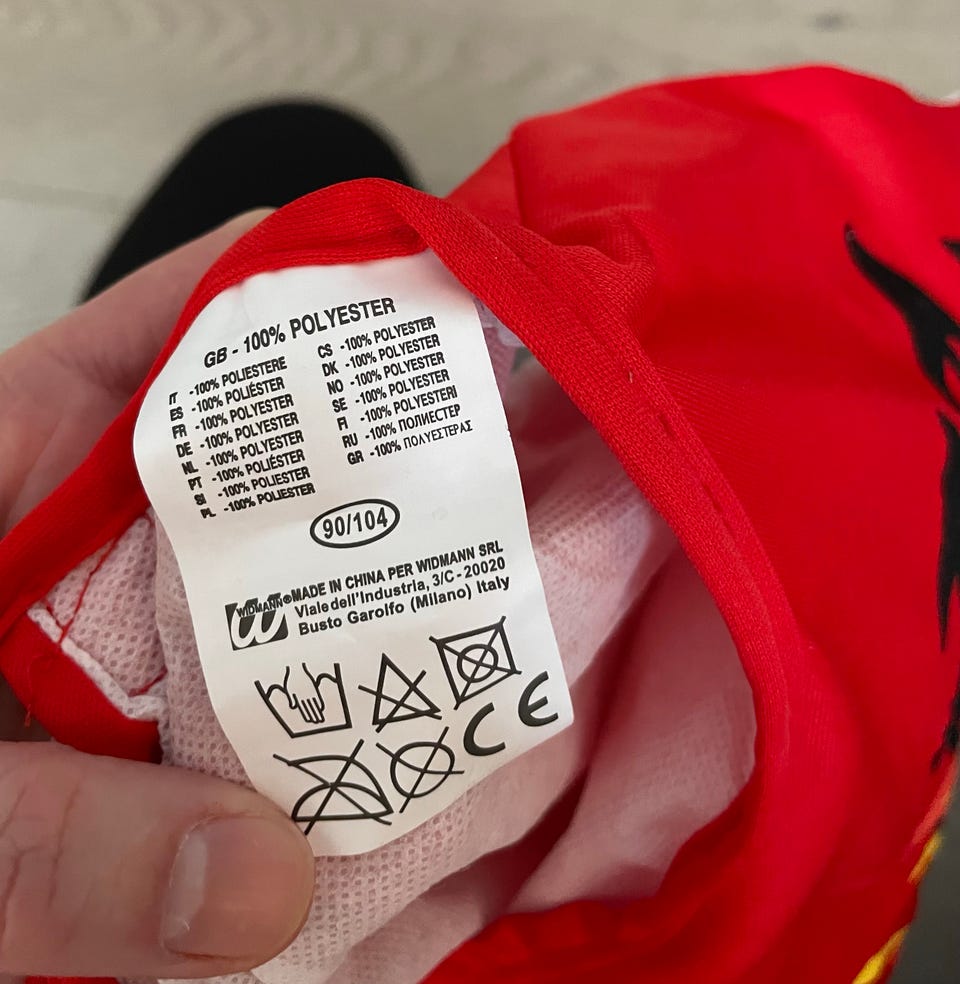 GB - 100% POLYESTER
IT -100% POLIESTERE
ES -100% POLIÉSTER
FR -100% POLYESTER
DE -100% POLYESTER
NL -100% POLYESTER
PT -100% POLIÉSTER
SI -100% POLIESTER
PL -100% POLIESTER
CS -100% POLYESTER
DK -100% POLYESTER
NO -100% POLYESTER
SE -100% POLYESTER
FI -100% POLYESTERI
RU -100% ПОЛИЕСТЕР
GR -100% ΠΟΛΥΕΣΤΕΡΑΣ
90/104
WIDMANN®
MADE IN CHINA PER WIDMANN SRL
Viale dell'Industria, 3/C - 20020
Busto Garolfo (Milano) Italy
CE